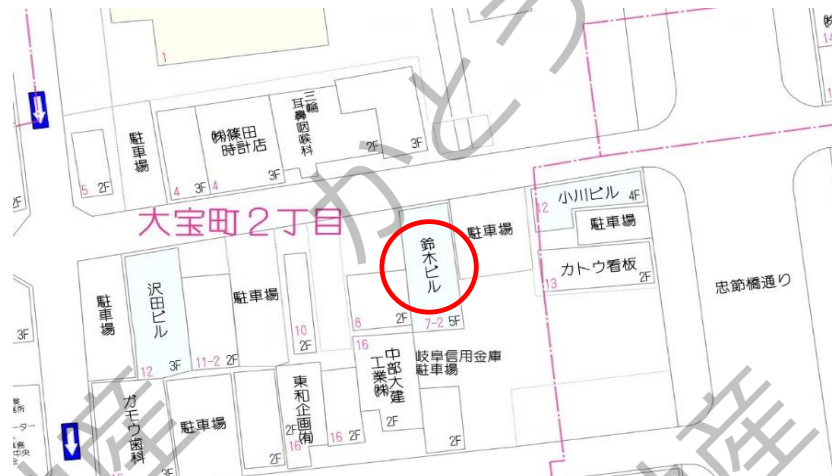 1
5 2F
駐車場
4 3F
4
㈱篠田
時計店
3F
三輪
耳鼻咽喉科
2F
3F
大宝町2丁目
鈴木ビル
7-2 5F
駐車場
12
小川ビル 4F
駐車場
13
カトウ看板
2F
忠節橋通り
駐車場
沢田ビル
12 3F
11-2 2F
駐車場
10
2F
8
2F
16
中部大建
工業㈱
2F
岐阜信用金庫
駐車場
2F
3F
2F
ガモウ歯科
3F
駐車場
2F
東和企画㈲
2F
16
16 2F
かとう